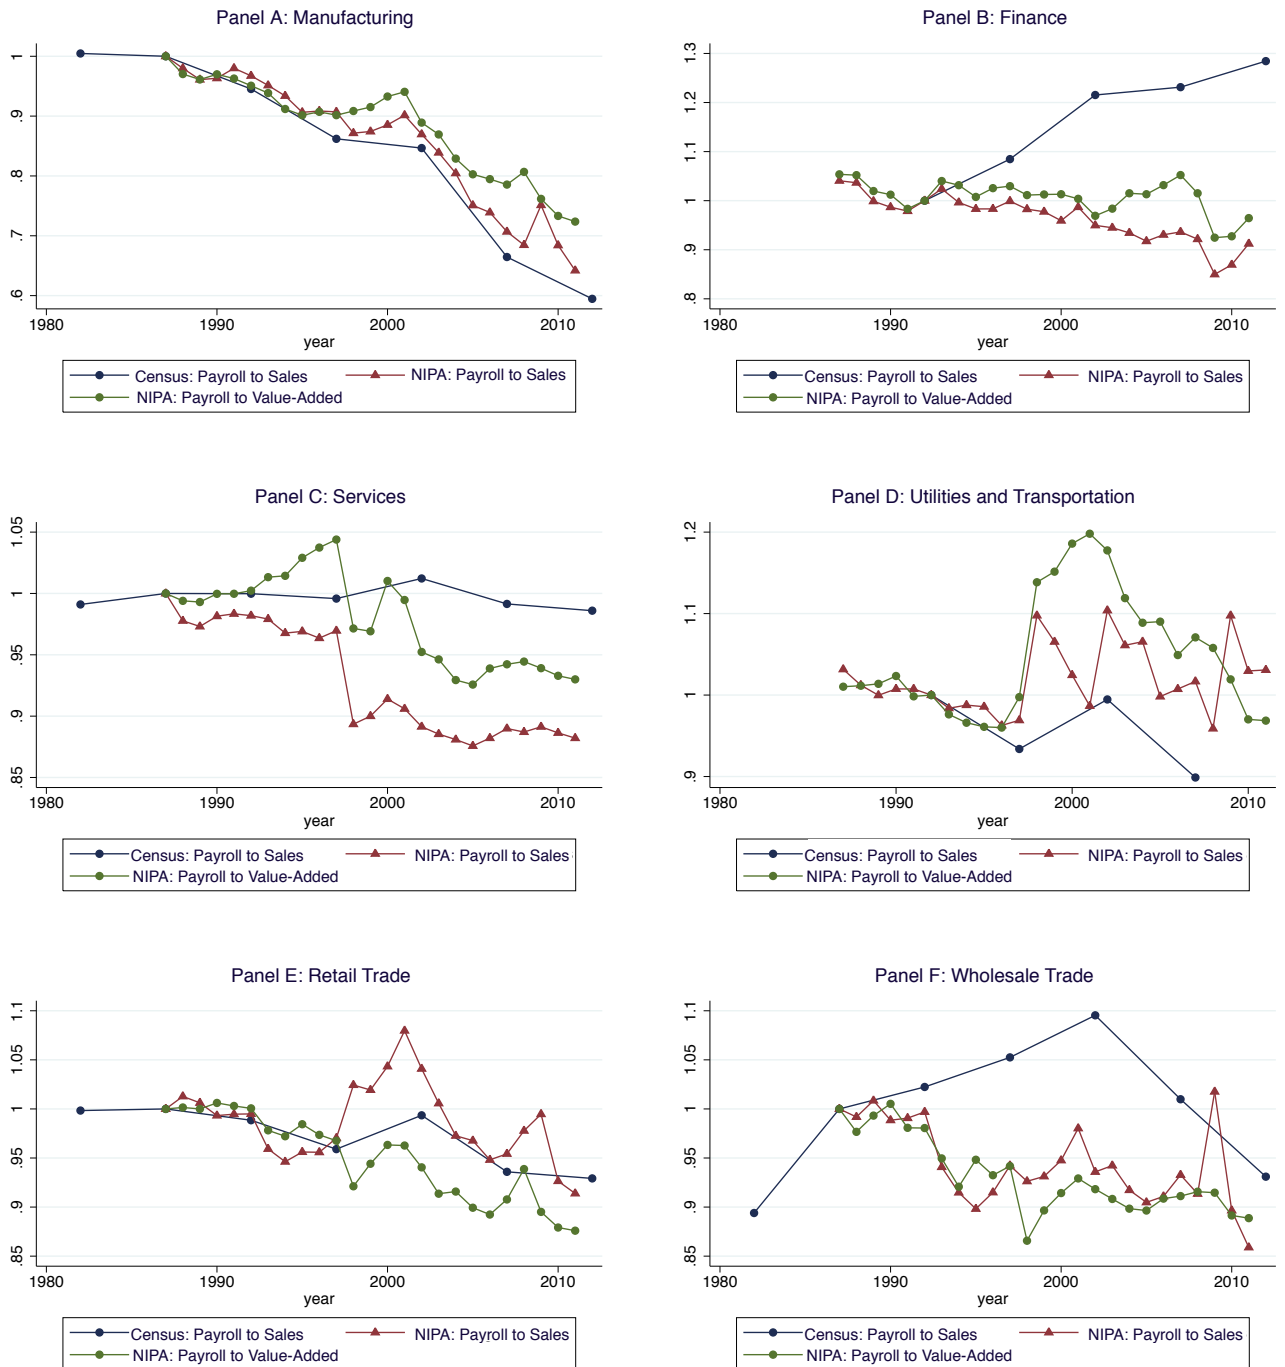 Panel A: Manufacturing
1
.9
.8
.7
.6
1980 1990 2000 2010
year
Census: Payroll to Sales NIPA: Payroll to Sales
NIPA: Payroll to Value-Added
Panel B: Finance
1.3
1.2
1.1
1
.9
.8
1980 1990 2000 2010
year
Census: Payroll to Sales NIPA: Payroll to Sales
NIPA: Payroll to Value-Added
Panel C: Services
1.05
1
.95
.9
.85
1980 1990 2000 2010
year
Census: Payroll to Sales NIPA: Payroll to Sales
NIPA: Payroll to Value-Added
Panel D: Utilities and Transportation
1.2
1.1
1
.9
1980 1990 2000 2010
year
Census: Payroll to Sales NIPA: Payroll to Sales
NIPA: Payroll to Value-Added
Panel E: Retail Trade
1.1
1.05
1
.95
.9
.85
1980 1990 2000 2010
year
Census: Payroll to Sales NIPA: Payroll to Sales
NIPA: Payroll to Value-Added
Panel F: Wholesale Trade
1.1
1.05
1
.95
.9
.85
1980 1990 2000 2010
year
Census: Payroll to Sales NIPA: Payroll to Sales
NIPA: Payroll to Value-Added